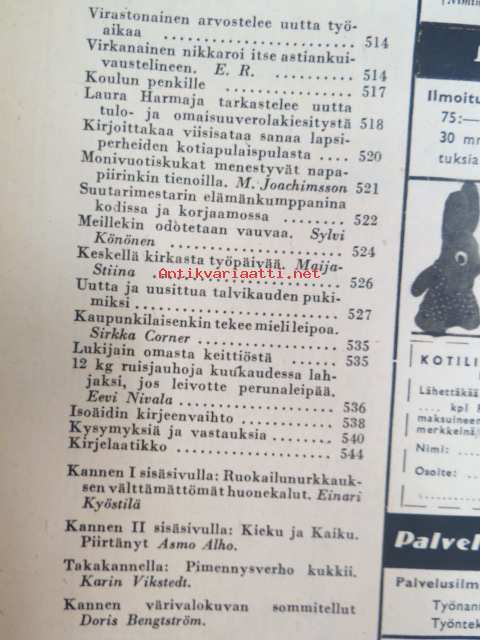 Virastonainen arvostelee uutta työ-
aikaa .................. 514
Virkanainen nikkaroi itse astiankui-
vaustelineen. E. R. ........... 514
Koulun penkille ............ 517
Laura Harmaja tarkastelee uutta
tulo- ja omaisuuverolakiesitystä 518
Kirjoittakaa viisisataa sanaa lapsi-
perheiden kotiapulaispulasta .... 520
Monivuotiskukat menestyvät napa-
piirinkin tienoilla. M. Joachimsson 521
Suutarimestarin elämänkumppanina
kodissa ja korjaamossa ........ 522
Meillekin odotetaan vauvaa. Sylvi
Könönen .................. 524
Keskellä kirkasta työpäivää. Maija-
Stiina .................. 526
Antikvariaatti.net
Uutta ja uusittua talvikauden puki-
miksi .................. 527
Kaupunkilaisenkin tekee mieli leipoa.
Sirkka Corner .............. 535
Lukijain omasta keittiöstä ...... 535
12 kg ruisjauhoja kuukaudessa lah-
jaksi, jos leivotte perunaleipää.
Eevi Nivala ................ 536
Isoäidin kirjeenvaihto .......... 538
Kysymyksiä ja vastauksia ........ 540
Kirjelaatikko ................ 544
Kannen I sisäsivulla: Ruokailunurkkauk-
sen välttämättömät huonekalut. Einari
Kyöstilä
Kannen II sisäsivulla: Kieku ja Kaiku.
Piirtänyt Asmo Alho.
Takakannella: Pimennysverho kukkii.
Karin Vikstedt.
Kannen värivalokuvan sommitellut
Doris Bengtström.
Ilmoitu
75:—
30 mm
tuksia
KOTILI
Lähettäkää
.... kpl
maksuineen
merkkeinä
Nimi:
Osoite:
Palvel
Palvelusilm
Työnan
Työntek